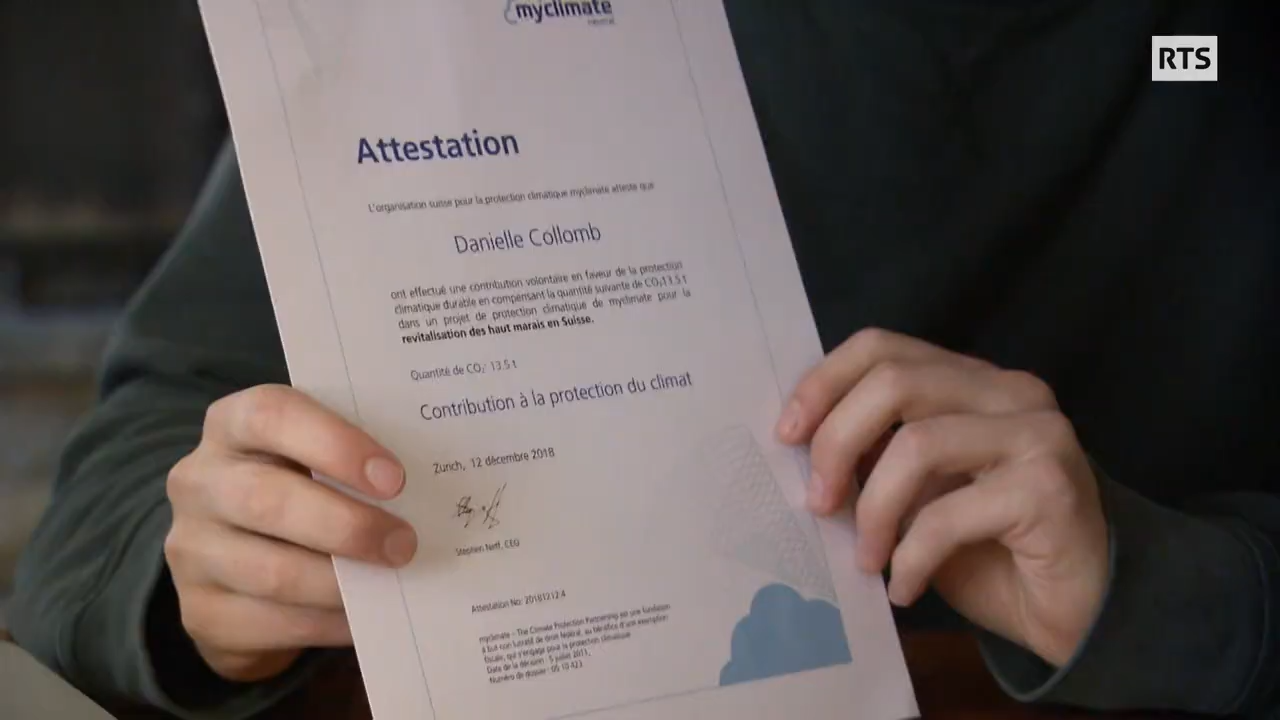 myclimate
neutral
RTS
Attestation
L'organisation suisse pour la protection climatique myclimate atteste que
Danielle Collomb
ont effectué une contribution volontaire en faveur de la protection
climatique durable en compensant la quantité suivante de CO₂13.5 t
dans un projet de protection climatique de myclimate pour la
revitalisation des haut marais en Suisse.
Quantité de CO₂: 13.5 t
Contribution à la protection du climat
Zurich, 12 décembre 2018
Stephen Neff, CEO
Attestation No: 20181212.4
myclimate – The Climate Protection Partnership est une fondation
à but non lucratif de droit fédéral, au bénéfice d'une exemption
fiscale, qui s'engage pour la protection climatique
Date de la décision : 5 juillet 2011,
Numéro de dossier : 05 10 423